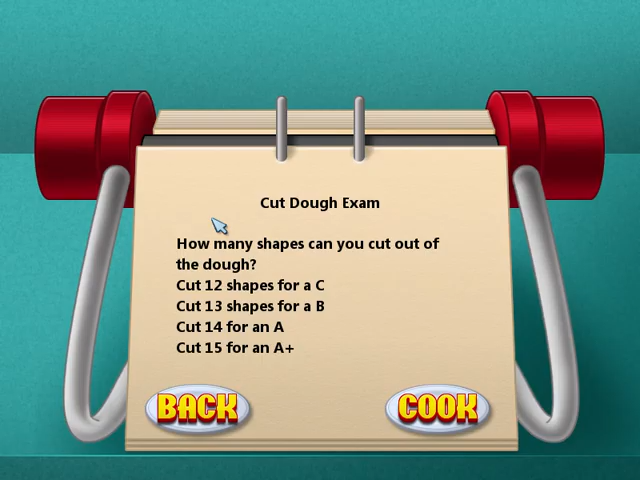 Cut Dough Exam
How many shapes can you cut out of
the dough?
Cut 12 shapes for a C
Cut 13 shapes for a B
Cut 14 for an A
Cut 15 for an A+
BACK
COOK